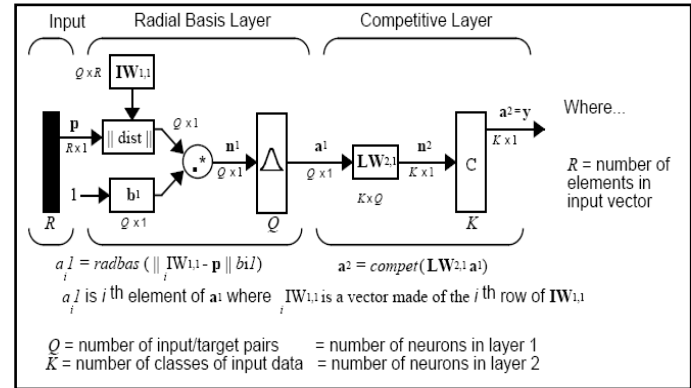 Input Radial Basis Layer Competitive Layer
Q x R IW1,1
p
R x 1
|| dist ||
Q x 1
n1
Q x 1
a1
Q x 1
LW2,1
n2
K x 1
a2 = y
K x 1
Where...
.*
C
R = number of
elements in
input vector
1
b1
Q x 1
K x Q
R Q K
ai1 = radbas ( || iIW1,1 - p || bi1) a2 = compet(LW2,1 a1)
ai1 is i th element of a1 where iIW1,1 is a vector made of the i th row of IW1,1
Q = number of input/target pairs = number of neurons in layer 1
K = number of classes of input data = number of neurons in layer 2